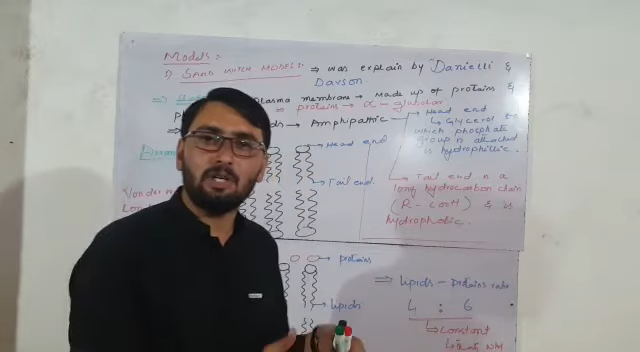 Models:-
1) SAND WITCH MODEL:- ⇒ was explain by "Danielli &
Davson
plasma membrane → Made up of proteins &
⇒ proteins → α - globular
→ Amphipathic → Head end
↳ Glycerol
which phosphate
group is attached
is hydrophillic.
→ Head end
→ Tail end.
→ Tail end is a
long hydrocarbon chain
(R - COOH) & is
hydrophobic.
→ proteins
→ lipids
⇒ lipids - proteins ratio
4 : 6
↳ constant